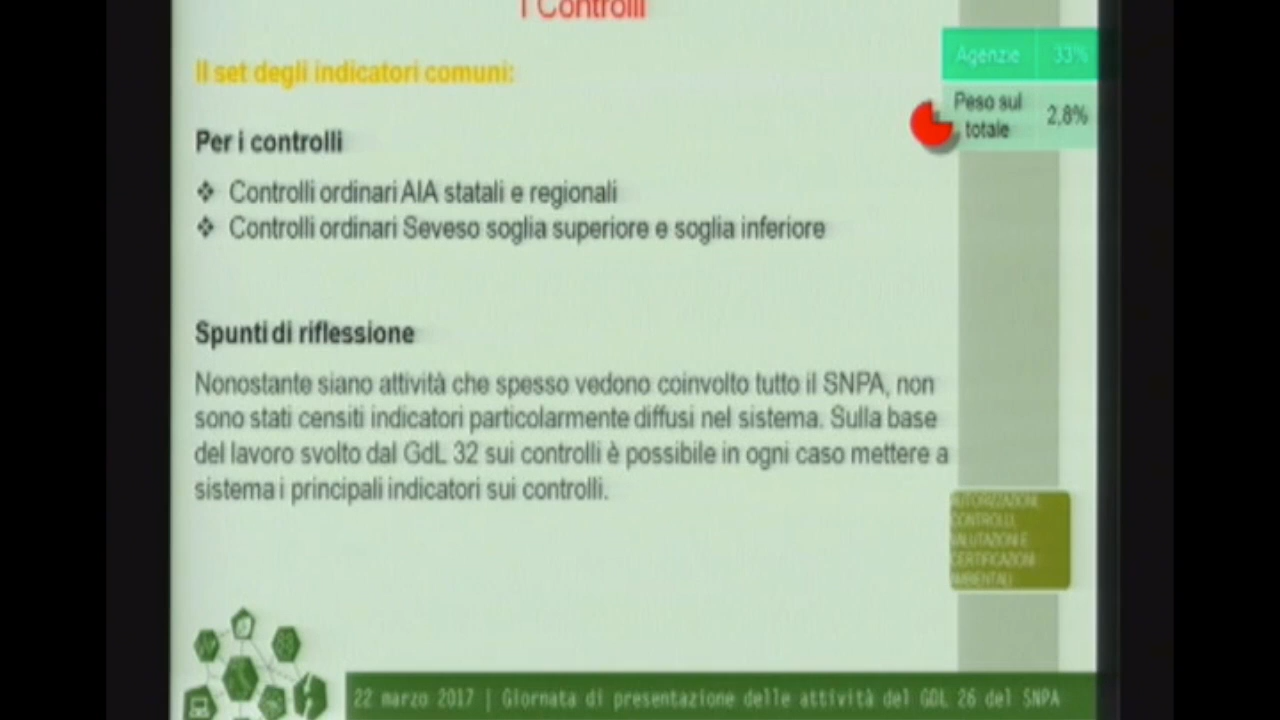 I Controlli
Il set degli indicatori comuni:
Agenzie 33%
Peso sul
totale
2,8%
Per i controlli
❖ Controlli ordinari AIA statali e regionali
❖ Controlli ordinari Seveso soglia superiore e soglia inferiore
Spunti di riflessione
Nonostante siano attività che spesso vedono coinvolto tutto il SNPA, non
sono stati censiti indicatori particolarmente diffusi nel sistema. Sulla base
del lavoro svolto dal GdL 32 sui controlli è possibile in ogni caso mettere a
sistema i principali indicatori sui controlli.
AUTORIZZAZIONI,
CONTROLLI,
VALUTAZIONI E
CERTIFICAZIONI
AMBIENTALI
22 marzo 2017 | Giornata di presentazione delle attività del GDL 26 del SNPA